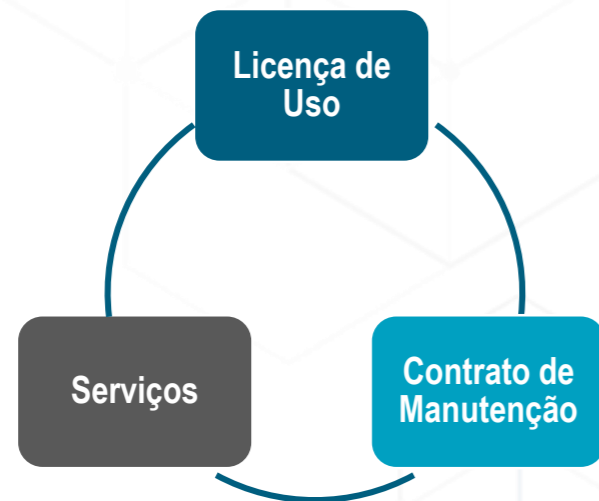 Licença de
Uso
Serviços
Contrato de
Manutenção